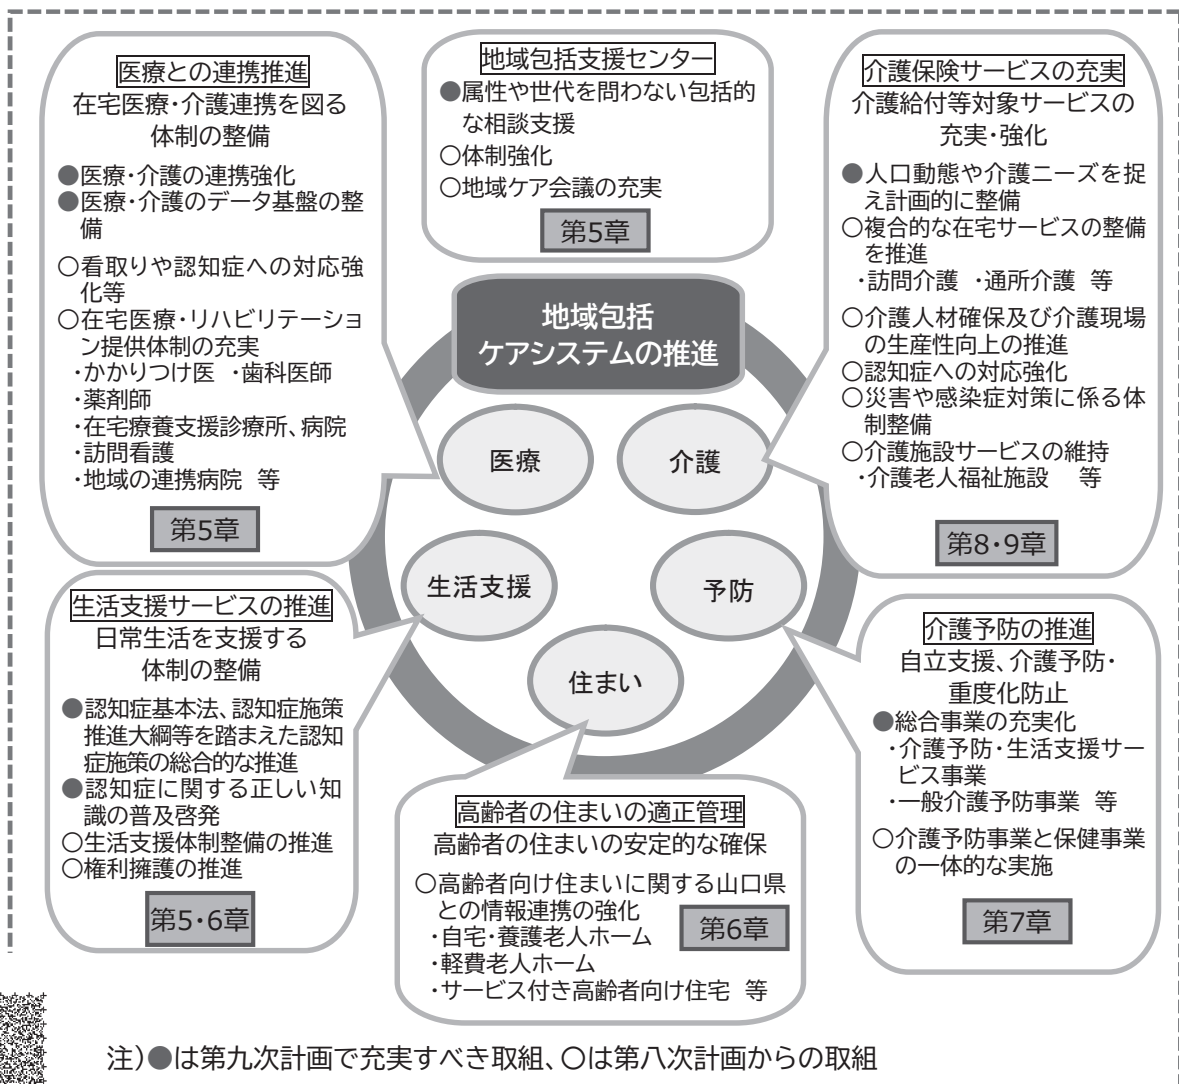 医療との連携推進
在宅医療・介護連携を図る
体制の整備
●医療・介護の連携強化
●医療・介護のデータ基盤の整
備
○看取りや認知症への対応強
化等
○在宅医療・リハビリテーショ
ン提供体制の充実
・かかりつけ医 ・歯科医師
・薬剤師
・在宅療養支援診療所、病院
・訪問看護
・地域の連携病院 等
第5章
地域包括支援センター
●属性や世代を問わない包括的
な相談支援
○体制強化
○地域ケア会議の充実
第5章
介護保険サービスの充実
介護給付等対象サービスの
充実・強化
●人口動態や介護ニーズを捉
え計画的に整備
○複合的な在宅サービスの整備
を推進
・訪問介護 ・通所介護 等
○介護人材確保及び介護現場
の生産性向上の推進
○認知症への対応強化
○災害や感染症対策に係る体
制整備
○介護施設サービスの維持
・介護老人福祉施設 等
第8・9章
地域包括
ケアシステムの推進
医療
介護
生活支援
予防
住まい
生活支援サービスの推進
日常生活を支援する
体制の整備
●認知症基本法、認知症施策
推進大綱等を踏まえた認知
症施策の総合的な推進
●認知症に関する正しい知
識の普及啓発
○生活支援体制整備の推進
○権利擁護の推進
第5・6章
高齢者の住まいの適正管理
高齢者の住まいの安定的な確保
○高齢者向け住まいに関する山口県
との情報連携の強化
・自宅・養護老人ホーム
・軽費老人ホーム
・サービス付き高齢者向け住宅 等
第6章
介護予防の推進
自立支援、介護予防・
重度化防止
●総合事業の充実化
・介護予防・生活支援サー
ビス事業
・一般介護予防事業 等
○介護予防事業と保健事業
の一体的な実施
第7章
注)●は第九次計画で充実すべき取組、○は第八次計画からの取組